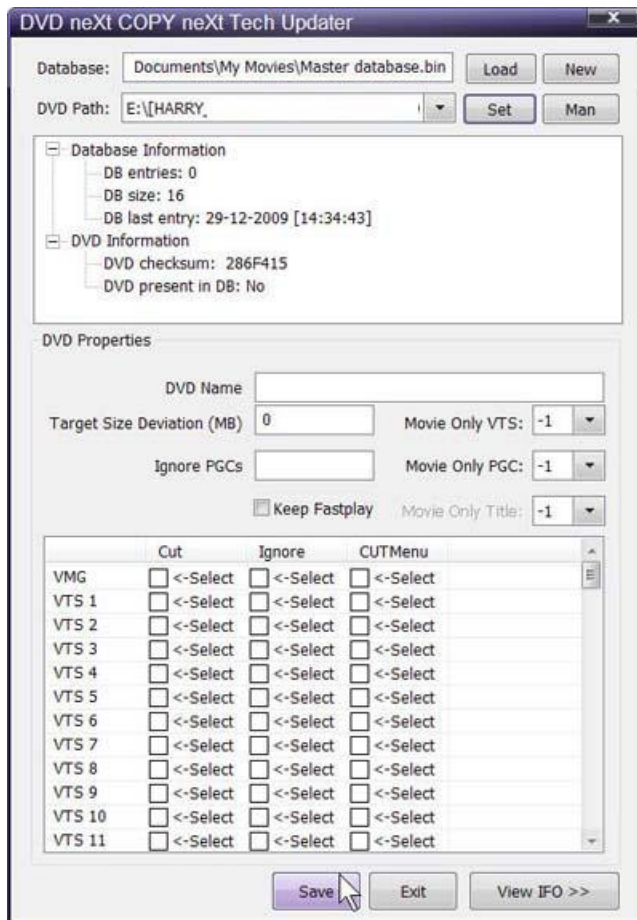 DVD neXt COPY neXt Tech Updater
Database: Documents\My Movies\Master database.bin Load New
DVD Path: E:\[HARRY Set Man
Database Information
DB entries: 0
DB size: 16
DB last entry: 29-12-2009 [14:34:43]
DVD Information
DVD checksum: 286F415
DVD present in DB: No
DVD Properties
DVD Name
Target Size Deviation (MB) 0 Movie Only VTS: -1
Ignore PGCs Movie Only PGC: -1
Keep Fastplay Movie Only Title: -1
Cut Ignore CUTMenu
VMG <-Select <-Select <-Select
VTS 1 <-Select <-Select <-Select
VTS 2 <-Select <-Select <-Select
VTS 3 <-Select <-Select <-Select
VTS 4 <-Select <-Select <-Select
VTS 5 <-Select <-Select <-Select
VTS 6 <-Select <-Select <-Select
VTS 7 <-Select <-Select <-Select
VTS 8 <-Select <-Select <-Select
VTS 9 <-Select <-Select <-Select
VTS 10 <-Select <-Select <-Select
VTS 11 <-Select <-Select <-Select
Save Exit View IFO >>